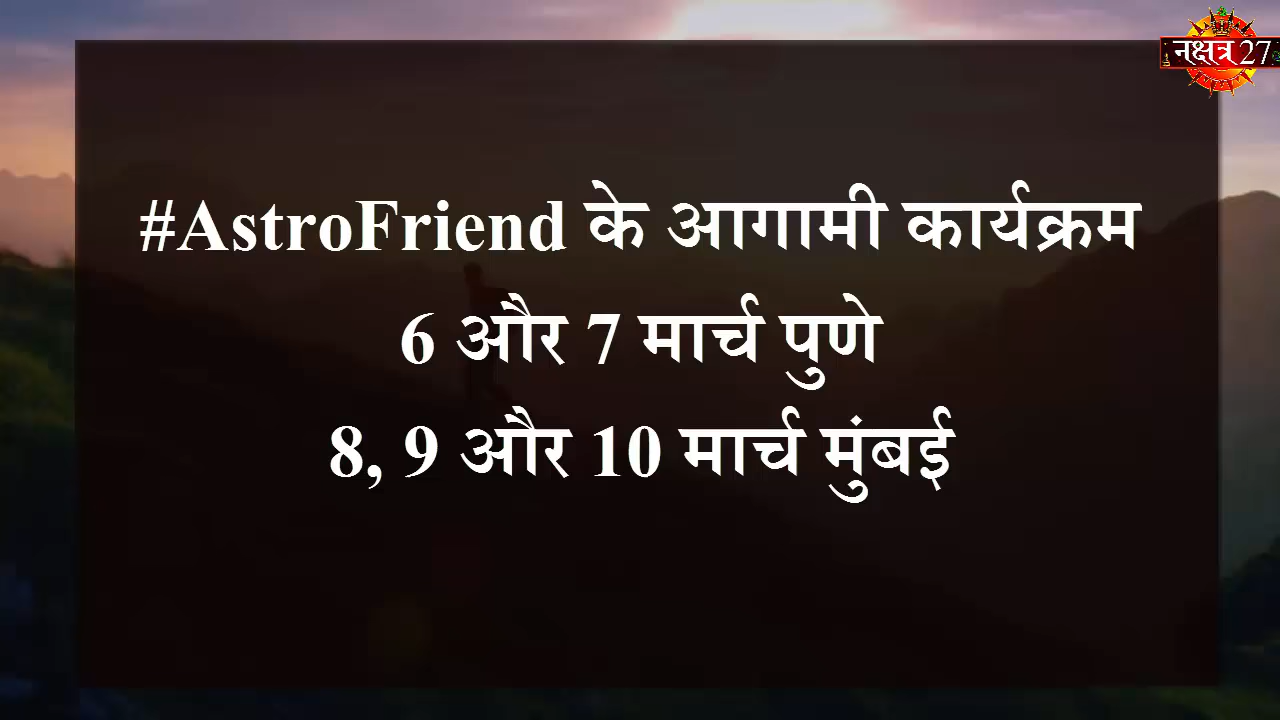 नक्षत्र 27
#AstroFriend के आगामी कार्यक्रम
6 और 7 मार्च पुणे
8, 9 और 10 मार्च मुंबई